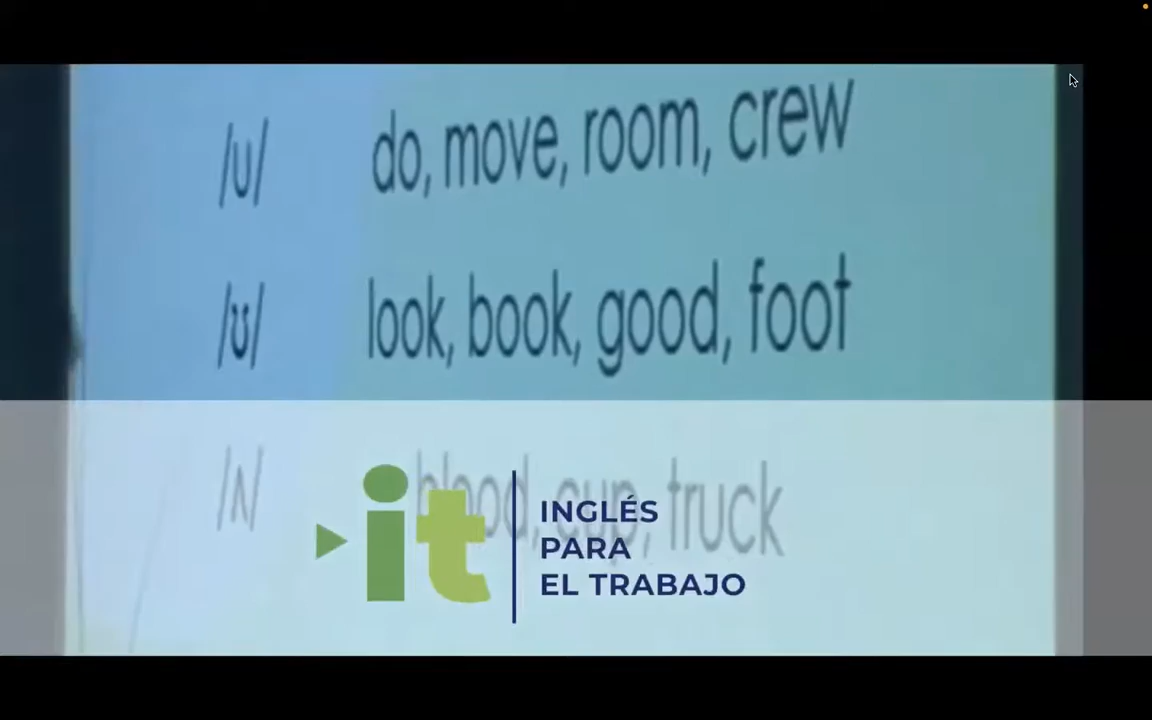 /u/ do, move, room, crew
/ʊ/ look, book, good, foot
/ʌ/ blood, cup, truck
it
INGLÉS
PARA
EL TRABAJO